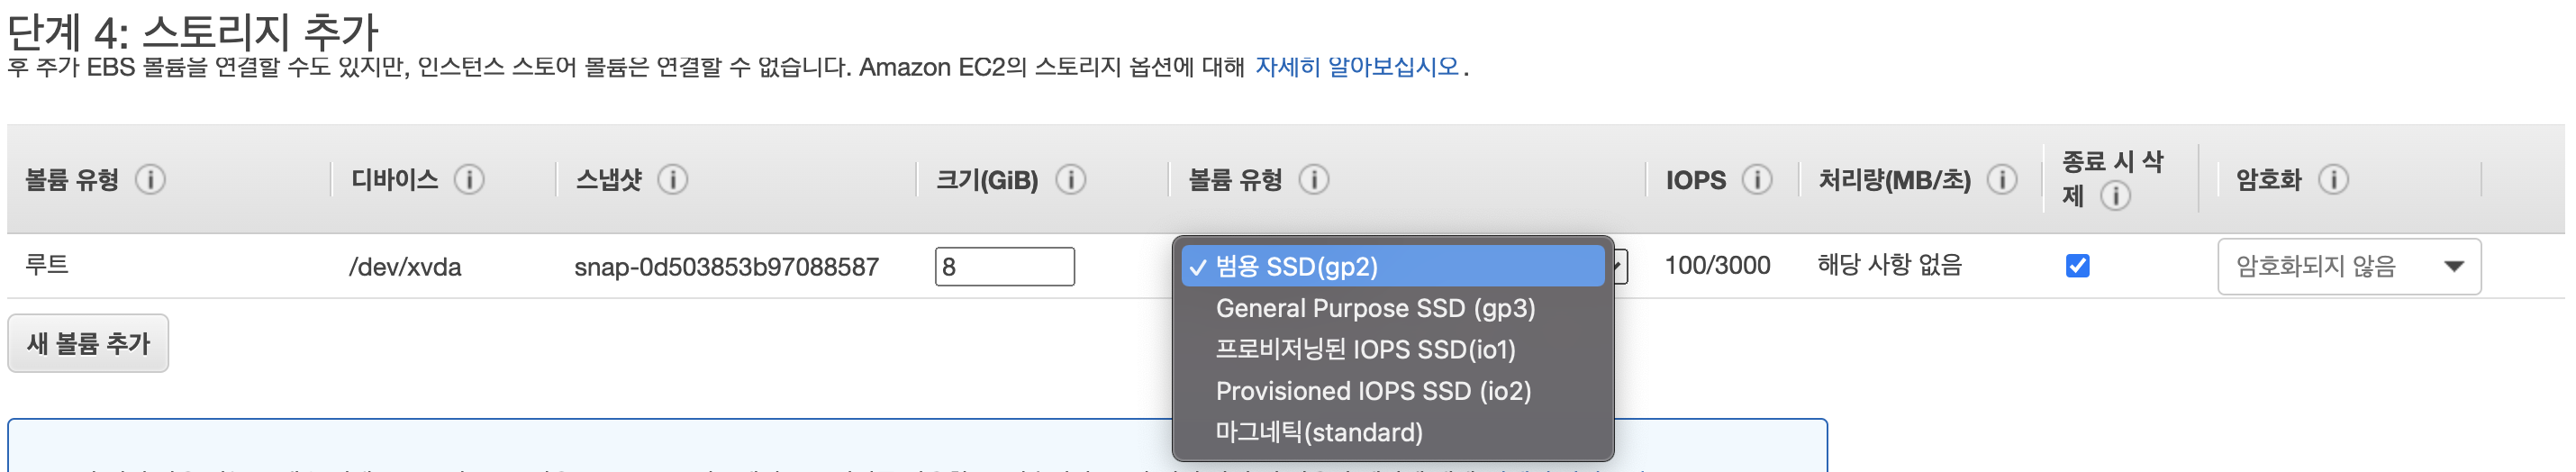 단계 4: 스토리지 추가
후 추가 EBS 볼륨을 연결할 수도 있지만, 인스턴스 스토어 볼륨은 연결할 수 없습니다. Amazon EC2의 스토리지 옵션에 대해 자세히 알아보십시오.
볼륨 유형 디바이스 스냅샷 크기(GiB) 볼륨 유형 IOPS 처리량(MB/초) 종료 시 삭
제 암호화
루트 /dev/xvda snap-0d503853b97088587 8 범용 SSD(gp2) 100/3000 해당 사항 없음 암호화되지 않음
General Purpose SSD (gp3)
프로비저닝된 IOPS SSD(io1)
Provisioned IOPS SSD (io2)
마그네틱(standard)
새 볼륨 추가